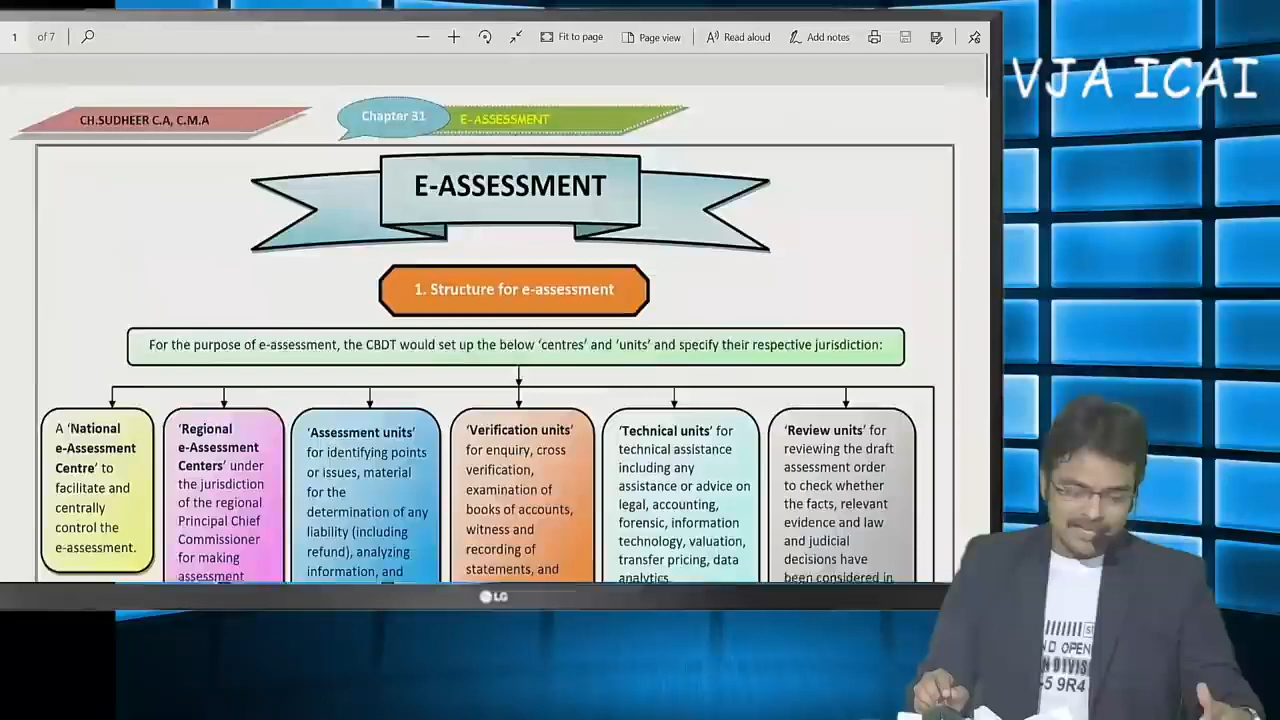 1 of 7
Fit to page
Page view
Read aloud
Add notes
VJA ICAI
CH.SUDHEER C.A, C.M.A
Chapter 31
E-ASSESSMENT
E-ASSESSMENT
1. Structure for e-assessment
For the purpose of e-assessment, the CBDT would set up the below 'centres' and 'units' and specify their respective jurisdiction:
A 'National
e-Assessment
Centre' to
facilitate and
centrally
control the
e-assessment.
'Regional
e-Assessment
Centers' under
the jurisdiction
of the regional
Principal Chief
Commissioner
for making
assessment
'Assessment units'
for identifying points
or issues, material
for the
determination of any
liability (including
refund), analyzing
information, and
'Verification units'
for enquiry, cross
verification,
examination of
books of accounts,
witness and
recording of
statements, and
'Technical units' for
technical assistance
including any
assistance or advice on
legal, accounting,
forensic, information
technology, valuation,
transfer pricing, data
analytics,
'Review units' for
reviewing the draft
assessment order
to check whether
the facts, relevant
evidence and law
and judicial
decisions have
been considered in
LG
ND OPEN
N DIVIS
-5 9R4